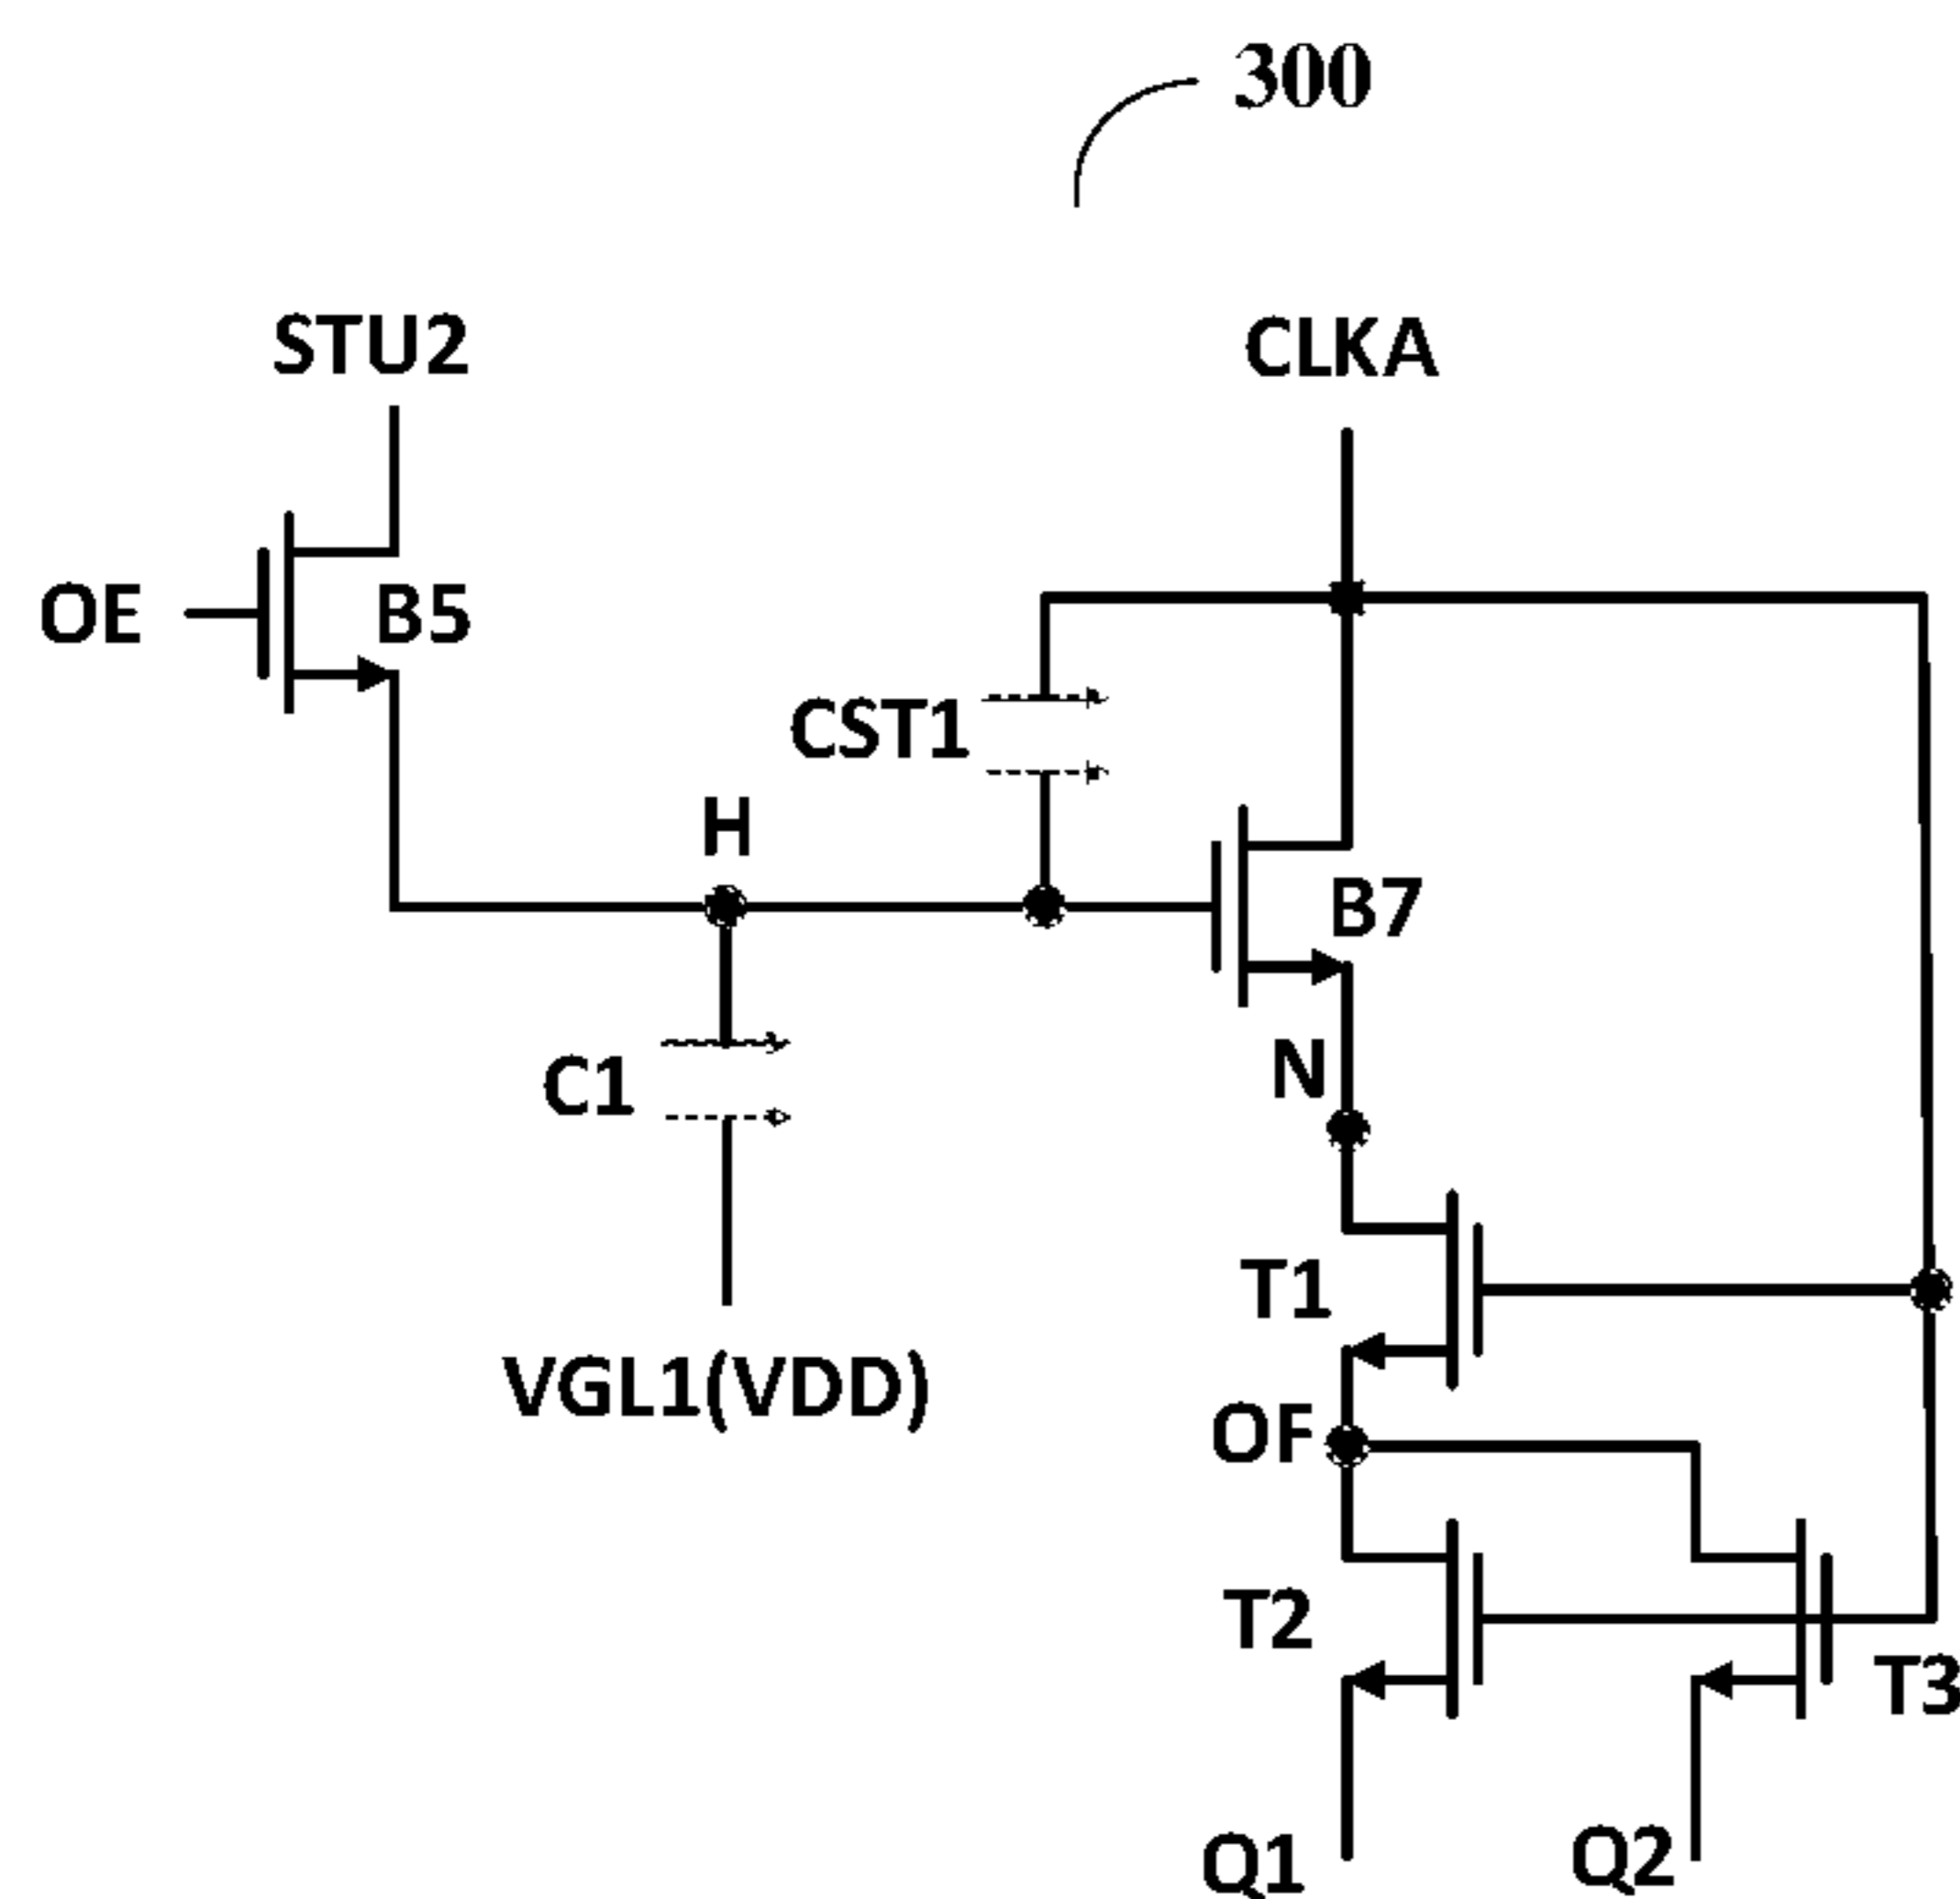 300
STU2
CLKA
OE
B5
CST1
H
B7
N
C1
T1
VGL1(VDD)
OF
T2
T3
Q1
Q2